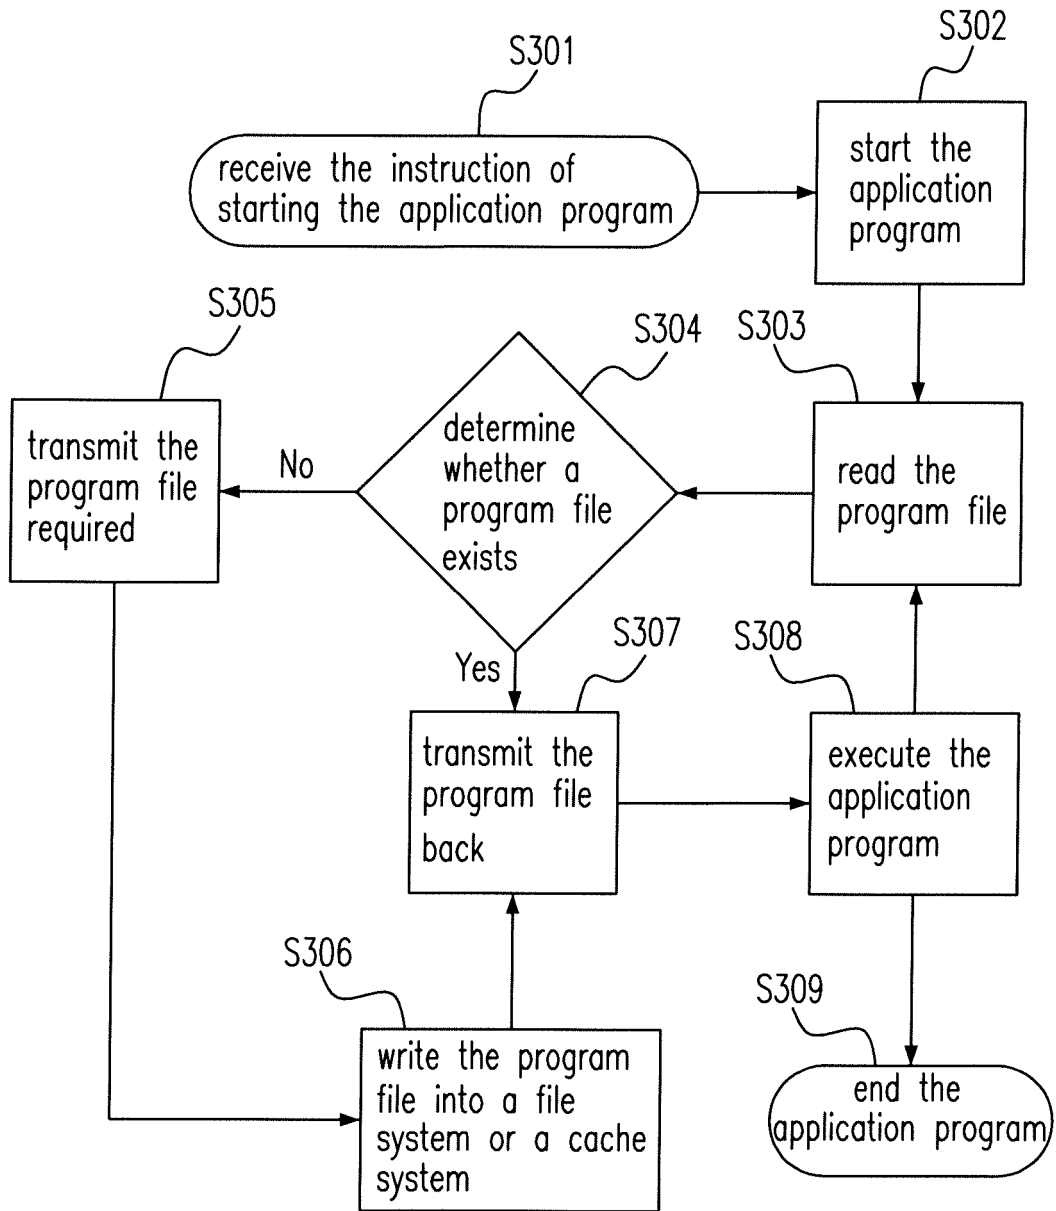 S301
receive the instruction of
starting the application program
S302
start the
application
program
S303
read the
program file
S304
determine
whether a
program file
exists
No
Yes
S305
transmit the
program file
required
S306
write the program
file into a file
system or a cache
system
S307
transmit the
program file
back
S308
execute the
application
program
S309
end the
application program